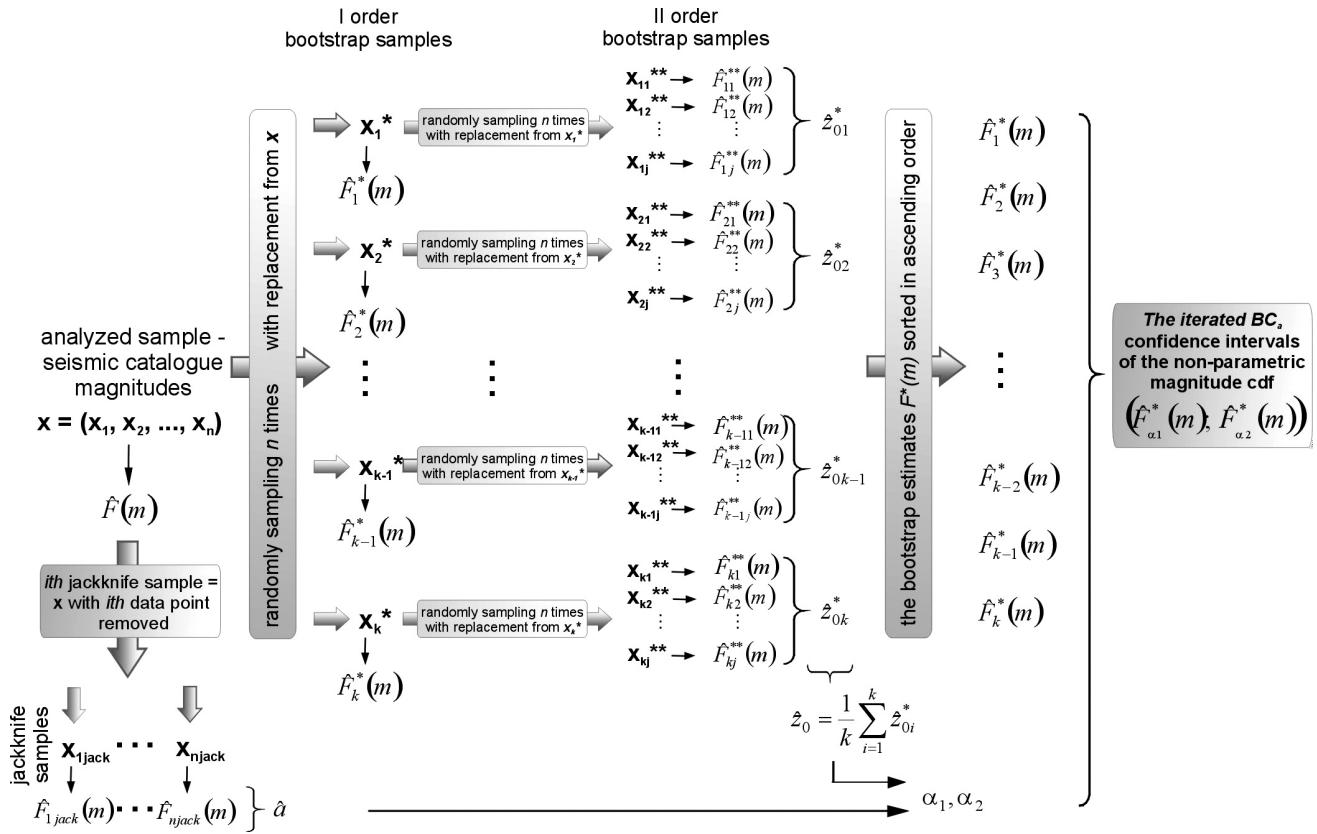 I order
bootstrap samples
II order
bootstrap samples
analyzed sample -
seismic catalogue
magnitudes
x = (x₁, x₂, ..., xₙ)
F̂(m)
ith jackknife sample =
x with ith data point
removed
jackknife
samples
x₁jack ··· xnjack
F̂₁jack(m) ··· F̂njack(m) } â
randomly sampling n times with replacement from x
x₁*
F̂₁*(m)
randomly sampling n times
with replacement from x₁*
x₁₁** → F̂₁₁**(m)
x₁₂** → F̂₁₂**(m)
⋮ ⋮
x₁j** → F̂₁j**(m)
ẑ₀₁*
x₂*
F̂₂*(m)
randomly sampling n times
with replacement from x₂*
x₂₁** → F̂₂₁**(m)
x₂₂** → F̂₂₂**(m)
⋮ ⋮
x₂j** → F̂₂j**(m)
ẑ₀₂*
⋮ ⋮ ⋮
xk-1*
F̂k−1*(m)
randomly sampling n times
with replacement from xk-1*
xk-11** → F̂k−11**(m)
xk-12** → F̂k−12**(m)
⋮ ⋮
xk-1j** → F̂k−1j**(m)
ẑ0k−1*
xk*
F̂k*(m)
randomly sampling n times
with replacement from xk*
xk1** → F̂k1**(m)
xk2** → F̂k2**(m)
⋮ ⋮
xkj** → F̂kj**(m)
ẑ0k*
ẑ₀ = 1/k ∑ᵢ₌₁ᵏ ẑ₀ᵢ*
α₁, α₂
the bootstrap estimates F*(m) sorted in ascending order
F̂₁*(m)
F̂₂*(m)
F̂₃*(m)
⋮
F̂k−2*(m)
F̂k−1*(m)
F̂k*(m)
The iterated BCₐ
confidence intervals
of the non-parametric
magnitude cdf
(F̂α1*(m); F̂α2*(m))